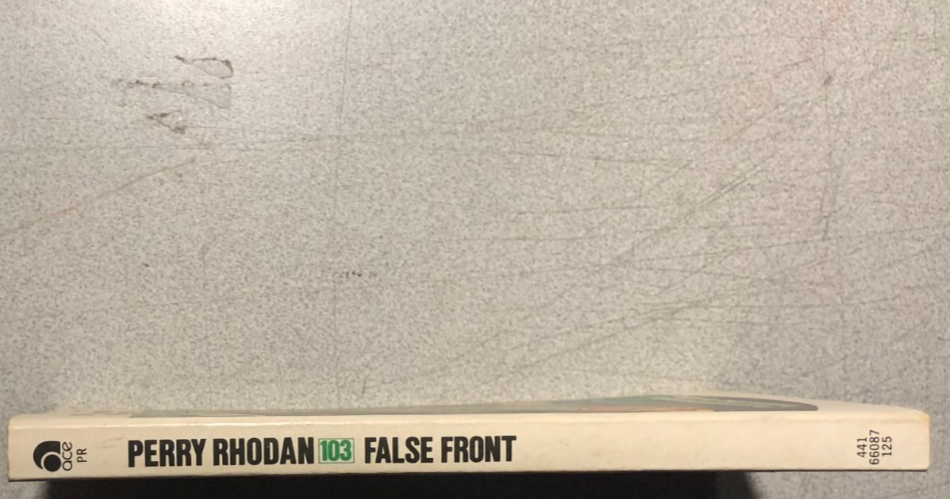 ace
PR
PERRY RHODAN 103 FALSE FRONT
441
66087
125